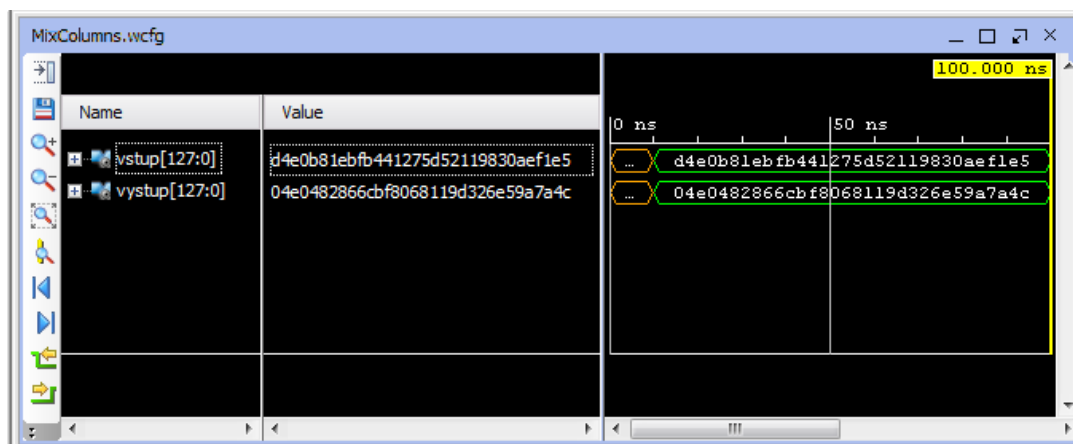 MixColumns.wcfg
100.000 ns
Name Value
0 ns 50 ns
vstup[127:0] d4e0b81ebfb441275d52119830aef1e5 ... d4e0b81ebfb441275d52119830aef1e5
vystup[127:0] 04e0482866cbf8068119d326e59a7a4c ... 04e0482866cbf8068119d326e59a7a4c